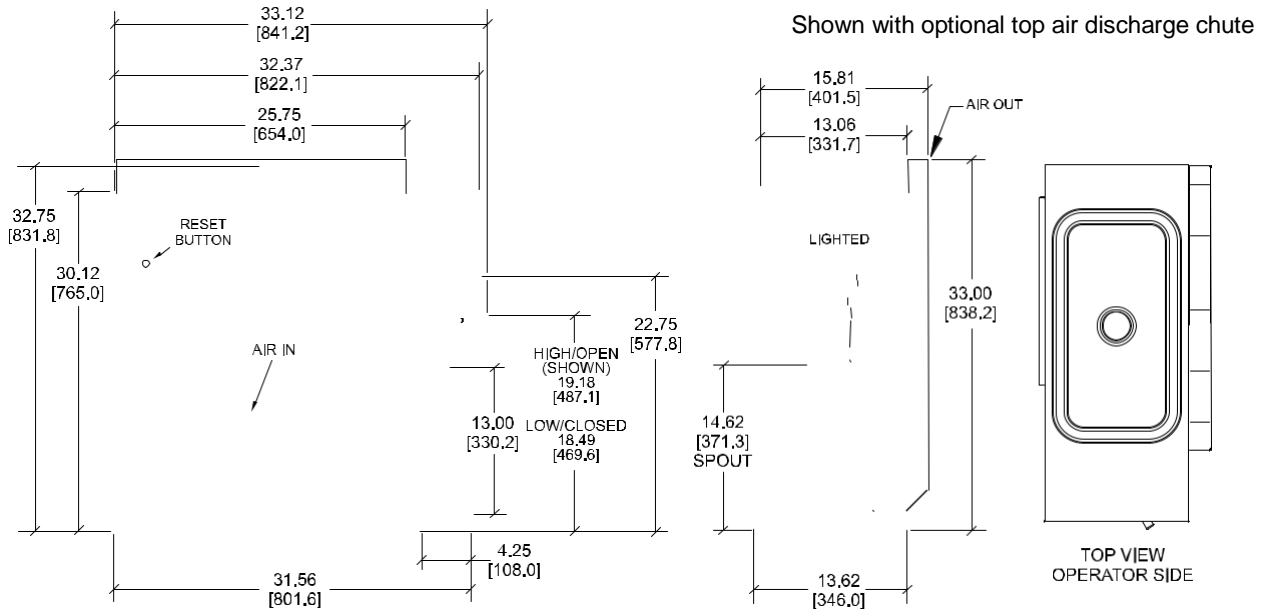 Shown with optional top air discharge chute
33.12
[841.2]
32.37
[822.1]
25.75
[654.0]
32.75
[831.8]
30.12
[765.0]
RESET
BUTTON
AIR IN
22.75
[577.8]
HIGH/OPEN
(SHOWN)
19.18
[487.1]
LOW/CLOSED
18.49
[469.6]
13.00
[330.2]
4.25
[108.0]
31.56
[801.6]
15.81
[401.5]
AIR OUT
13.06
[331.7]
LIGHTED
33.00
[838.2]
14.62
[371.3]
SPOUT
13.62
[346.0]
TOP VIEW
OPERATOR SIDE